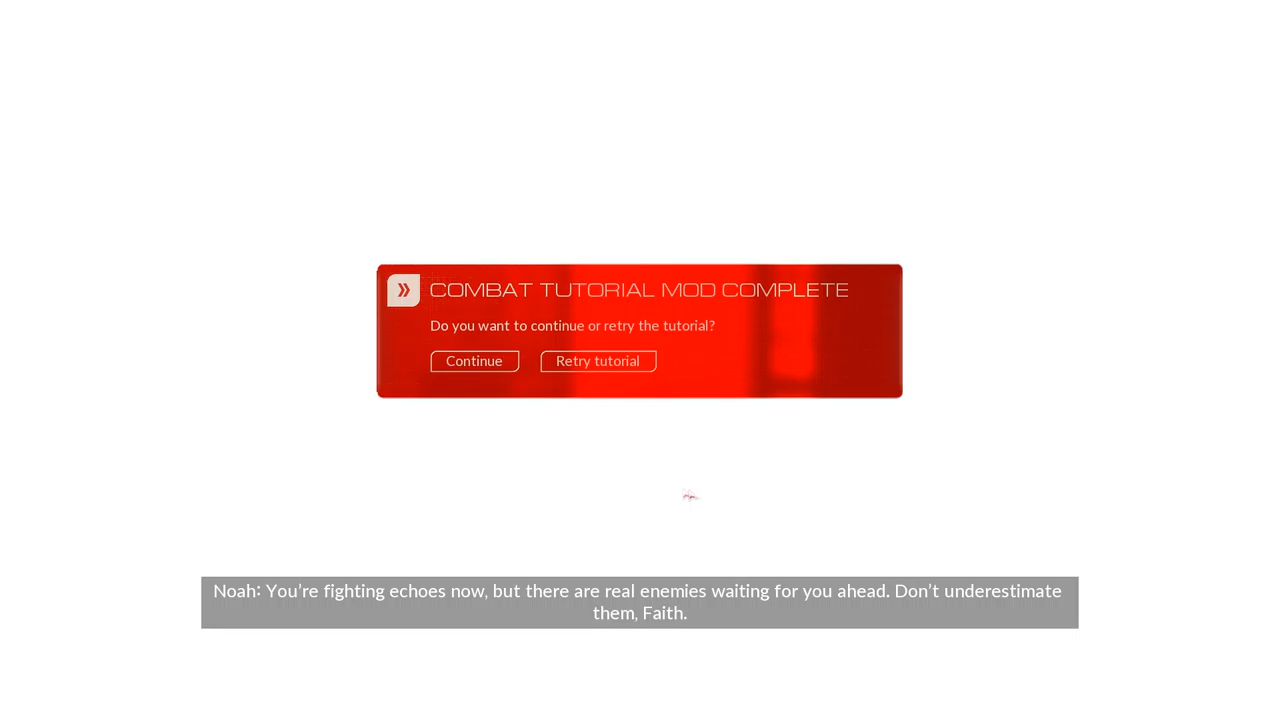 COMBAT TUTORIAL MOD COMPLETE
Do you want to continue or retry the tutorial?
Continue
Retry tutorial
Noah: You're fighting echoes now, but there are real enemies waiting for you ahead. Don't underestimate
them, Faith.